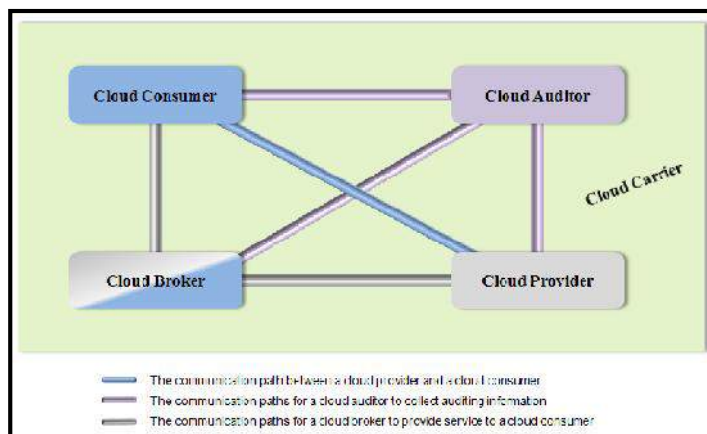 Cloud Consumer
Cloud Auditor
Cloud Carrier
Cloud Broker
Cloud Provider
The communication path between a cloud provider and a cloud consumer
The communication paths for a cloud auditor to collect auditing information
The communication paths for a cloud broker to provide service to a cloud consumer